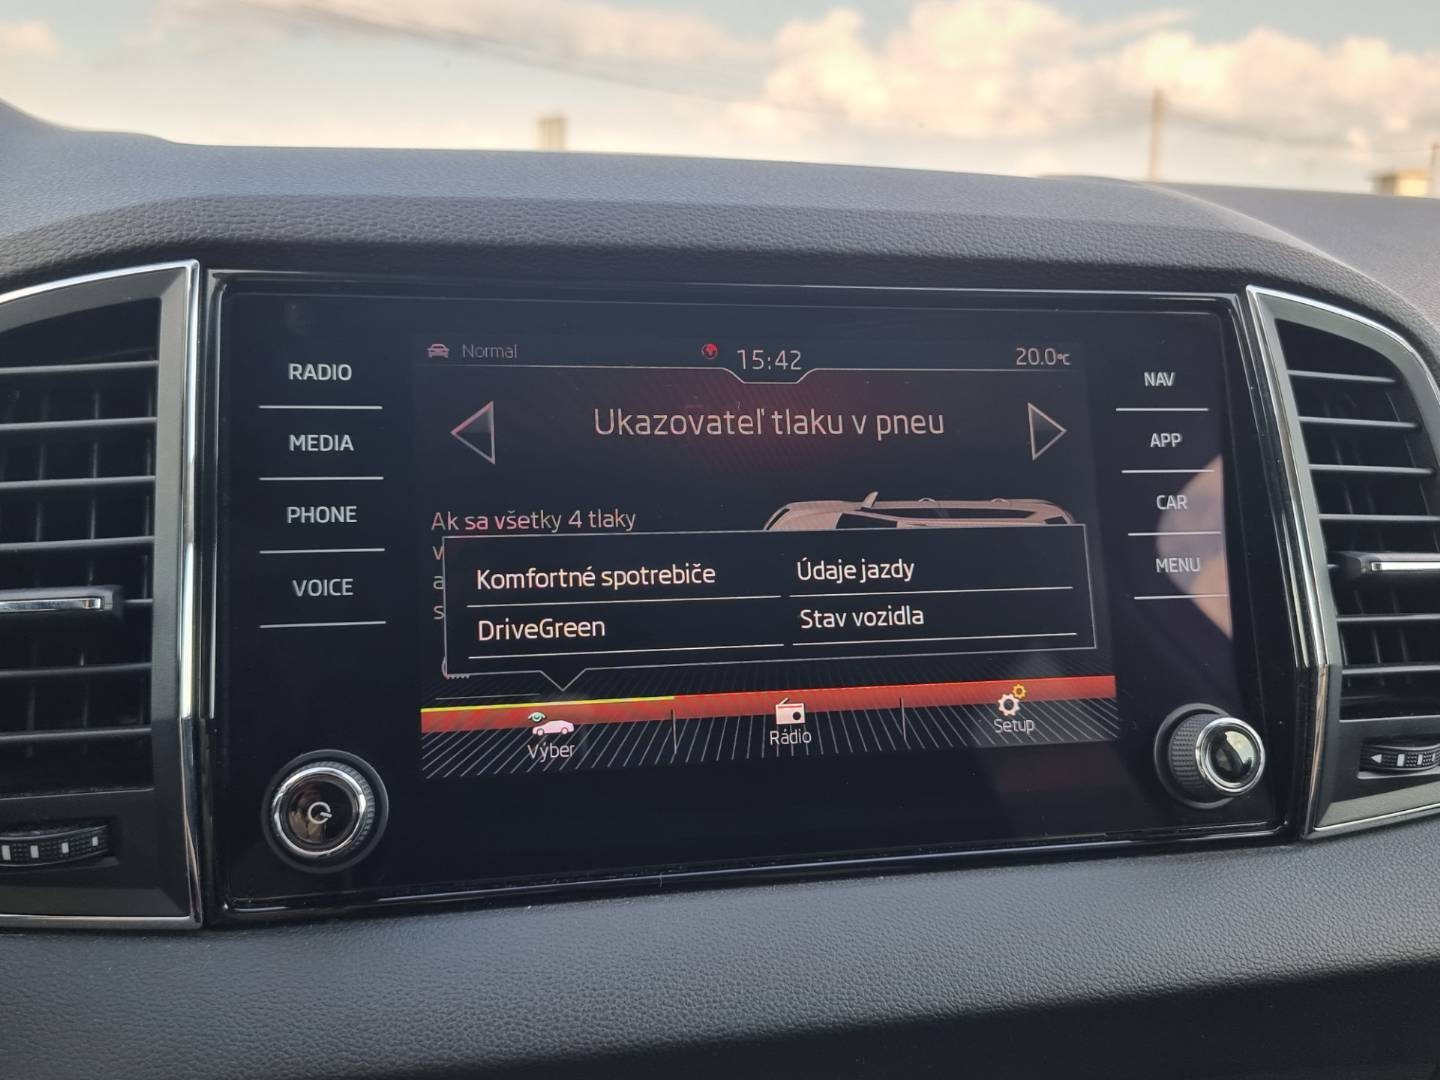 RADIO
MEDIA
PHONE
VOICE
Normal
15:42
20.0°C
Ukazovateľ tlaku v pneu
Ak sa všetky 4 tlaky
Komfortné spotrebiče
Údaje jazdy
DriveGreen
Stav vozidla
Výber
Rádio
Setup
NAV
APP
CAR
MENU